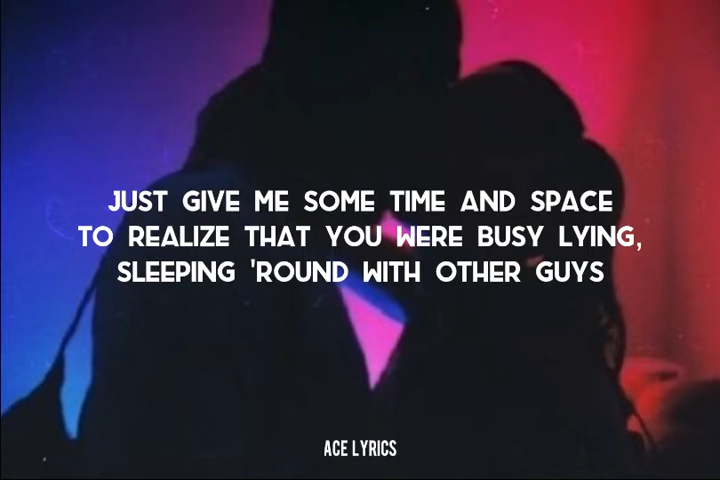 JUST GIVE ME SOME TIME AND SPACE
TO REALIZE THAT YOU WERE BUSY LYING,
SLEEPING 'ROUND WITH OTHER GUYS
ACE LYRICS